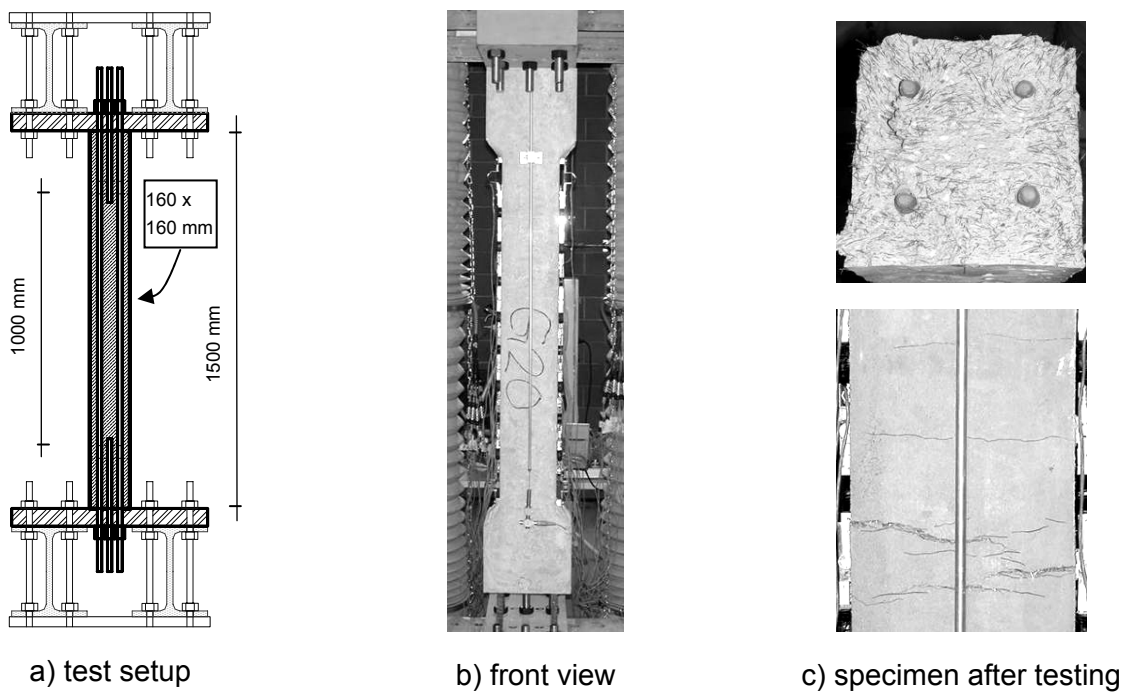 160 x
160 mm
1000 mm
1500 mm
G20
a) test setup
b) front view
c) specimen after testing